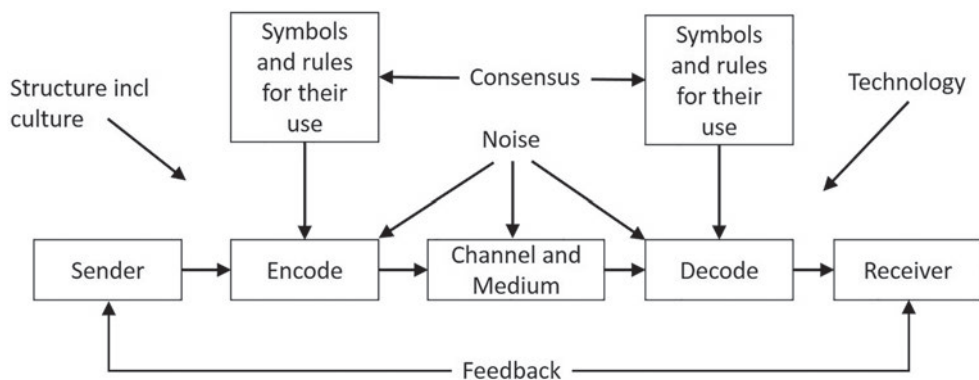 Symbols
and rules
for their
use
Symbols
and rules
for their
use
Consensus
Structure incl
culture
Technology
Noise
Sender
Encode
Channel and
Medium
Decode
Receiver
Feedback